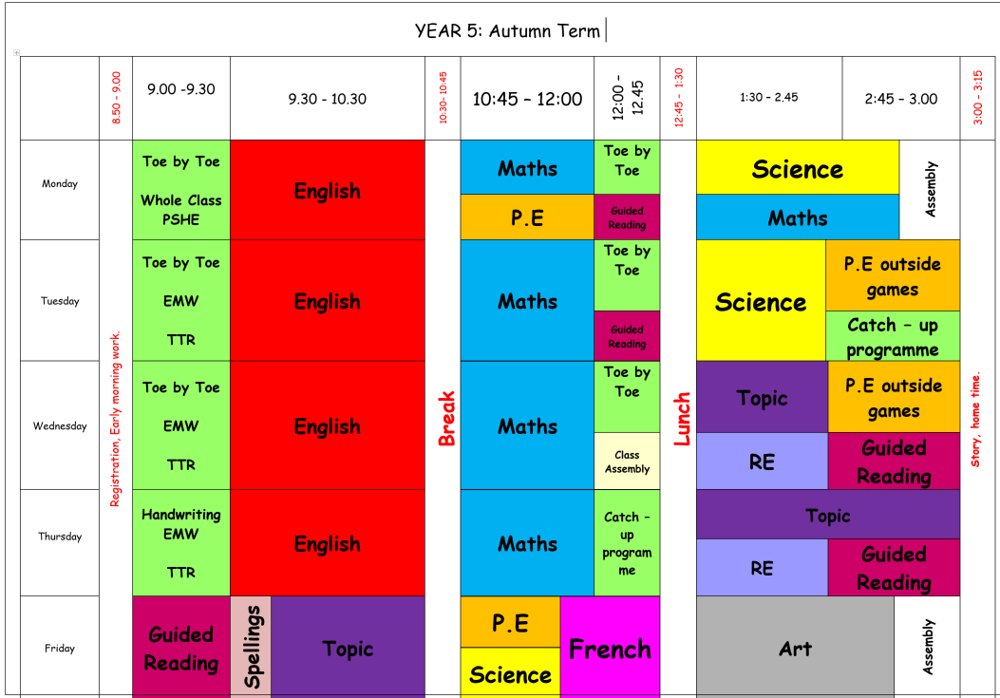 YEAR 5: Autumn Term
8.50 – 9.00
9.00 -9.30
9.30 - 10.30
10:30- 10:45
10:45 – 12:00
12:00 –
12.45
12:45 – 1:30
1:30 - 2.45
2:45 – 3.00
3:00 – 3:15
Registration, Early morning work.
Break
Lunch
Story, home time.
Monday
Toe by Toe
Whole Class
PSHE
English
Maths
P.E
Toe by
Toe
Guided
Reading
Science
Maths
Assembly
Tuesday
Toe by Toe
EMW
TTR
English
Maths
Toe by
Toe
Guided
Reading
Science
P.E outside
games
Catch – up
programme
Wednesday
Toe by Toe
EMW
TTR
English
Maths
Toe by
Toe
Class
Assembly
Topic
P.E outside
games
RE
Guided
Reading
Thursday
Handwriting
EMW
TTR
English
Maths
Catch –
up
program
me
Topic
RE
Guided
Reading
Friday
Guided
Reading
Spellings
Topic
P.E
Science
French
Art
Assembly